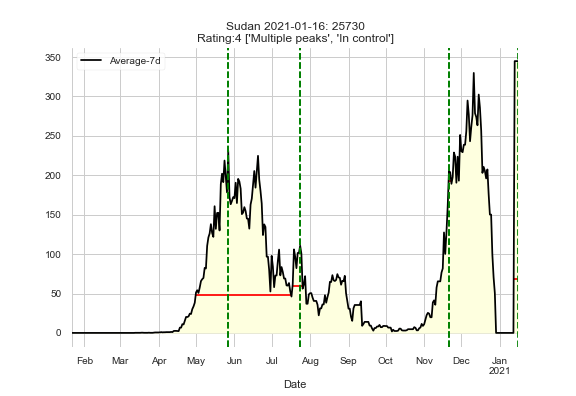 Sudan 2021-01-16: 25730
Rating:4 ['Multiple peaks', 'In control']
350
300
250
200
150
100
50
0
Average-7d
Feb Mar Apr May Jun Jul Aug Sep Oct Nov Dec Jan
2021
Date